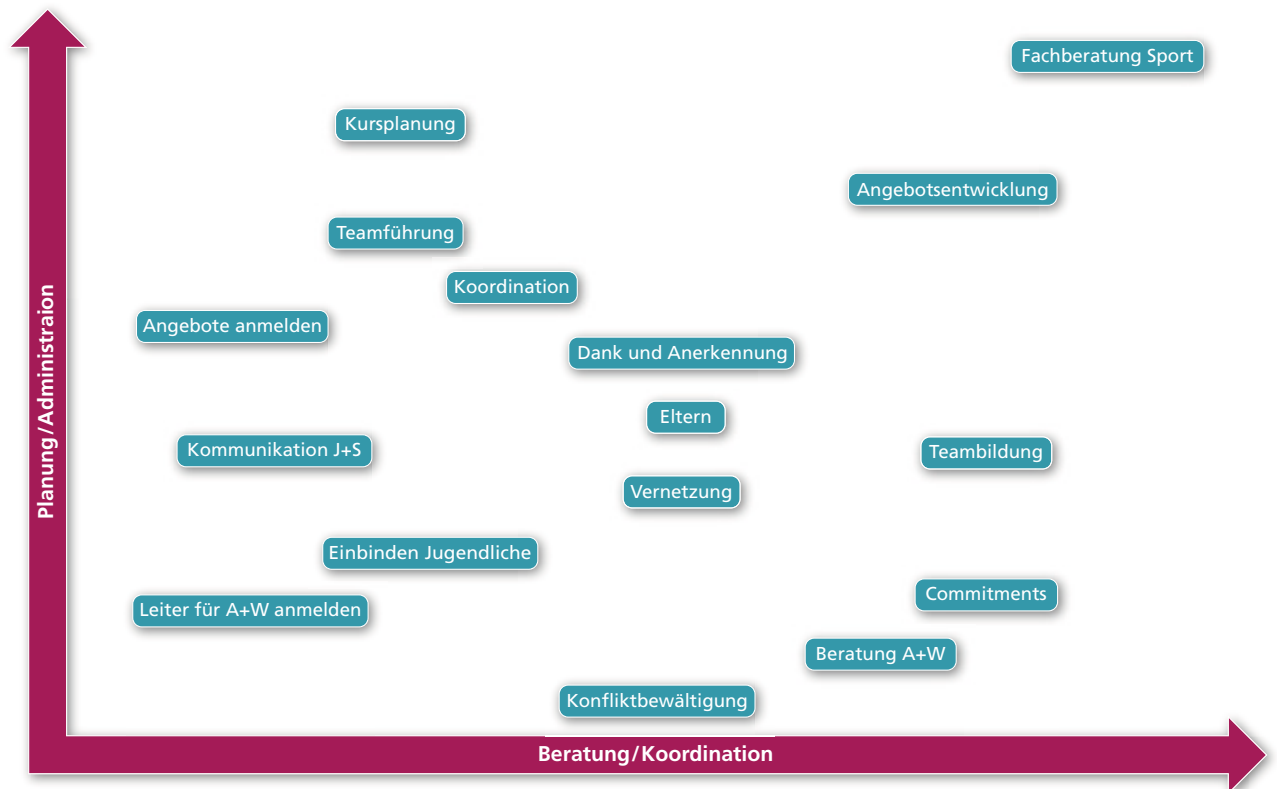 Fachberatung Sport
Kursplanung
Angebotsentwicklung
Teamführung
Koordination
Angebote anmelden
Dank und Anerkennung
Eltern
Kommunikation J+S
Teambildung
Vernetzung
Einbinden Jugendliche
Commitments
Leiter für A+W anmelden
Beratung A+W
Konfliktbewältigung
Planung/Administraion
Beratung/Koordination